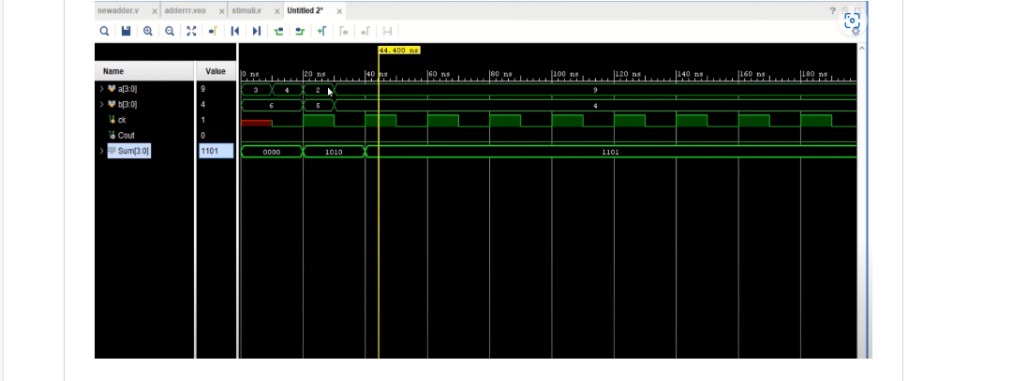 newadder.v × adderrr.veo × stimuli.v × Untitled 2* × ?
44.400 ns
Name Value 0 ns 20 ns 40 ns 60 ns 80 ns 100 ns 120 ns 140 ns 160 ns 180 ns
a[3:0] 9 3 4 2 9
b[3:0] 4 6 5 4
ck 1
Cout 0
Sum[3:0] 1101 0000 1010 1101